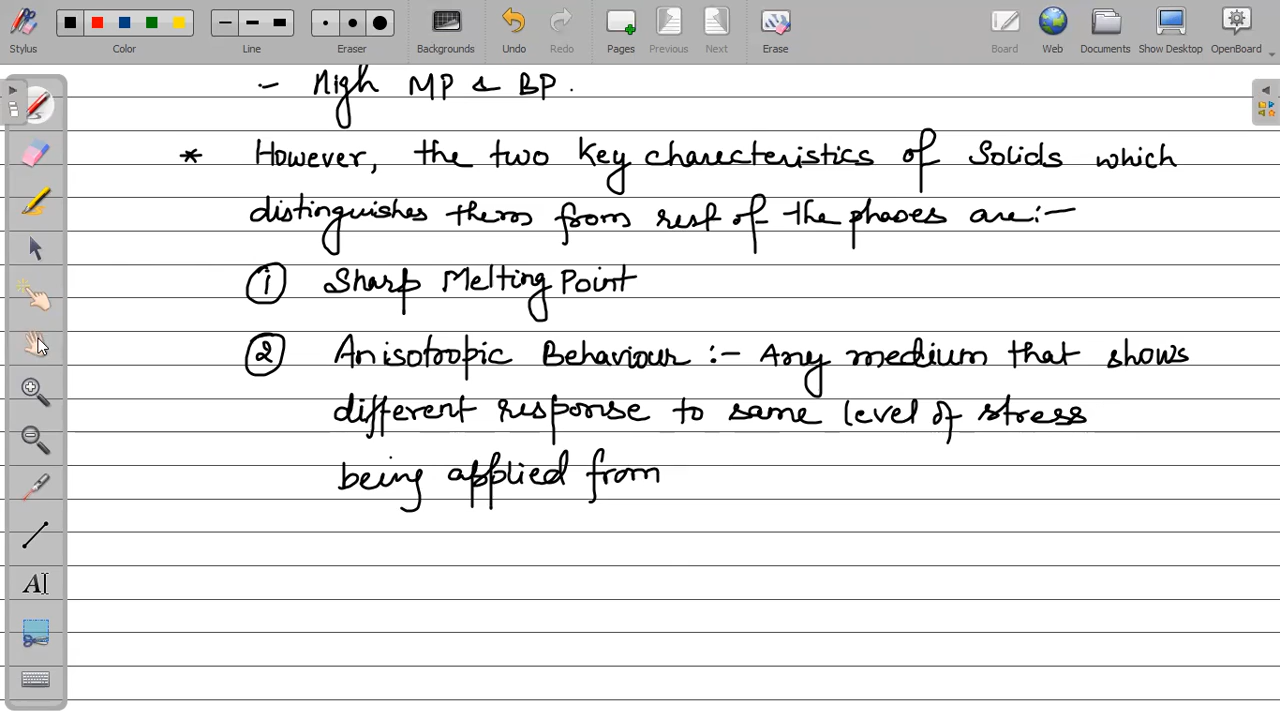 Stylus
Color
Line
Eraser
Backgrounds
Undo
Redo
Pages
Previous
Next
Erase
Board
Web
Documents
Show Desktop
OpenBoard
- High MP & BP.
* However, the two key charecteristics of Solids which
distinguishes them from rest of the phases are:-
① Sharp Melting Point
② Anisotropic Behaviour :- Any medium that shows
different response to same level of stress
being applied from
AI